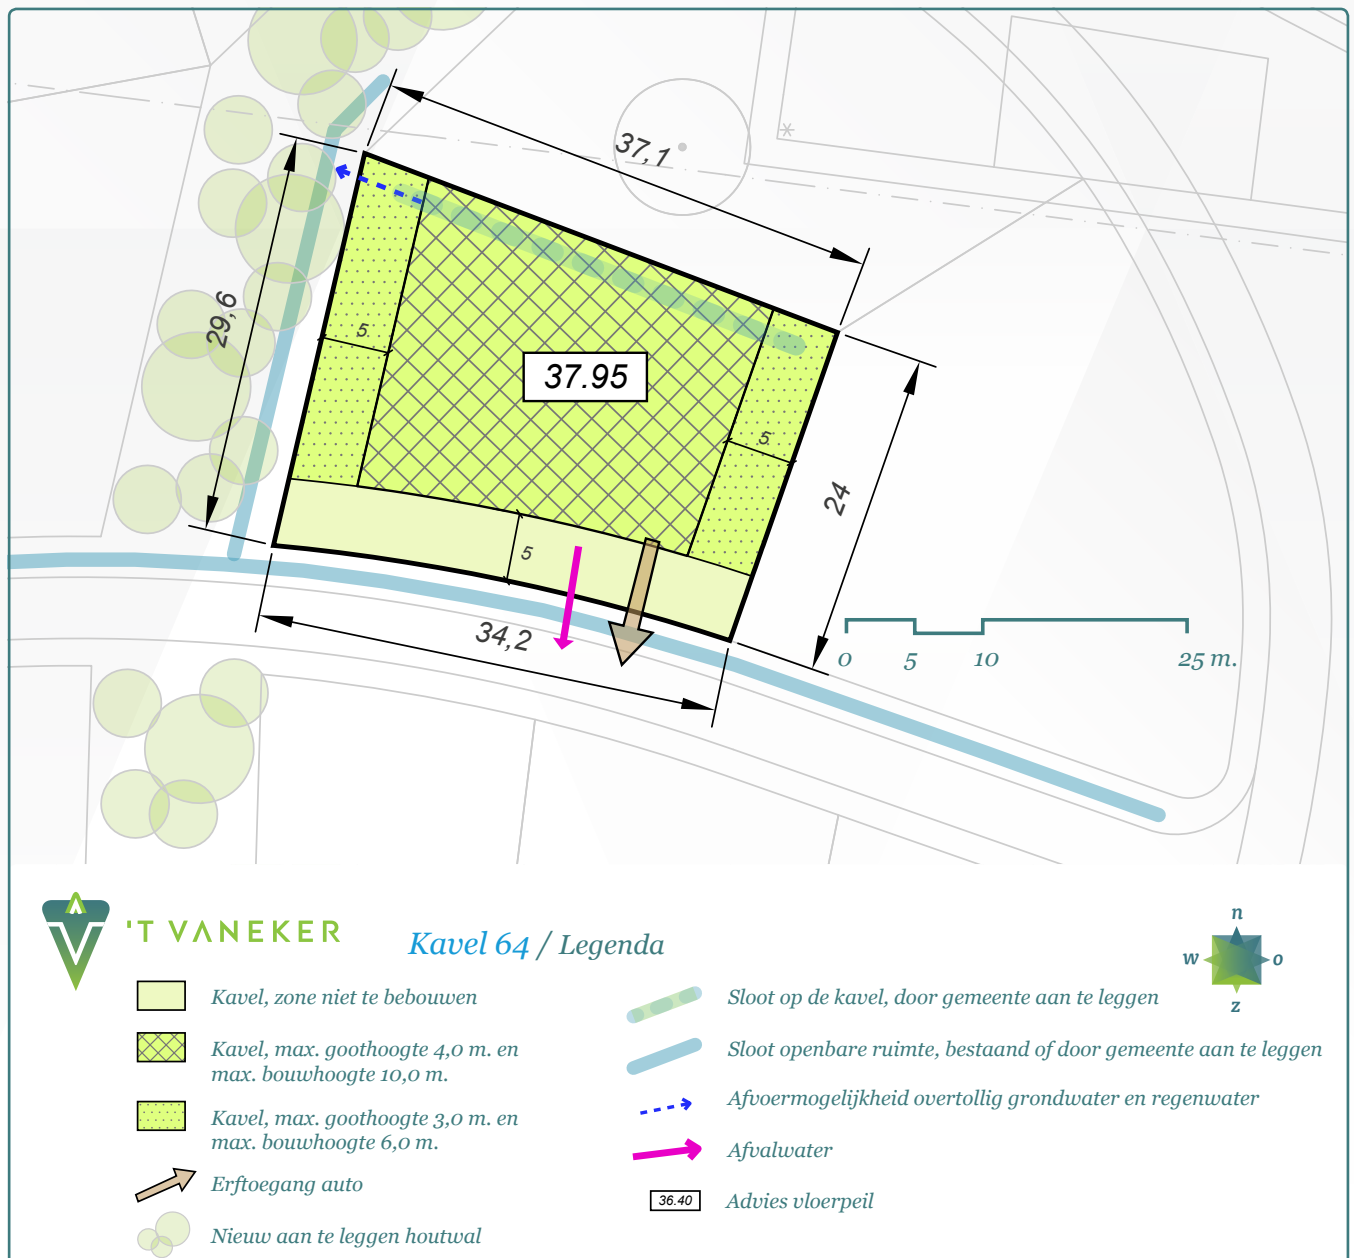 37,1
29,6
5
37.95
5
24
5
34,2
0 5 10 25 m.
'T VANEKER
Kavel 64 / Legenda
n
w o
z
Kavel, zone niet te bebouwen
Kavel, max. goothoogte 4,0 m. en
max. bouwhoogte 10,0 m.
Kavel, max. goothoogte 3,0 m. en
max. bouwhoogte 6,0 m.
Erftoegang auto
Nieuw aan te leggen houtwal
Sloot op de kavel, door gemeente aan te leggen
Sloot openbare ruimte, bestaand of door gemeente aan te leggen
Afvoermogelijkheid overtollig grondwater en regenwater
Afvalwater
36.40 Advies vloerpeil